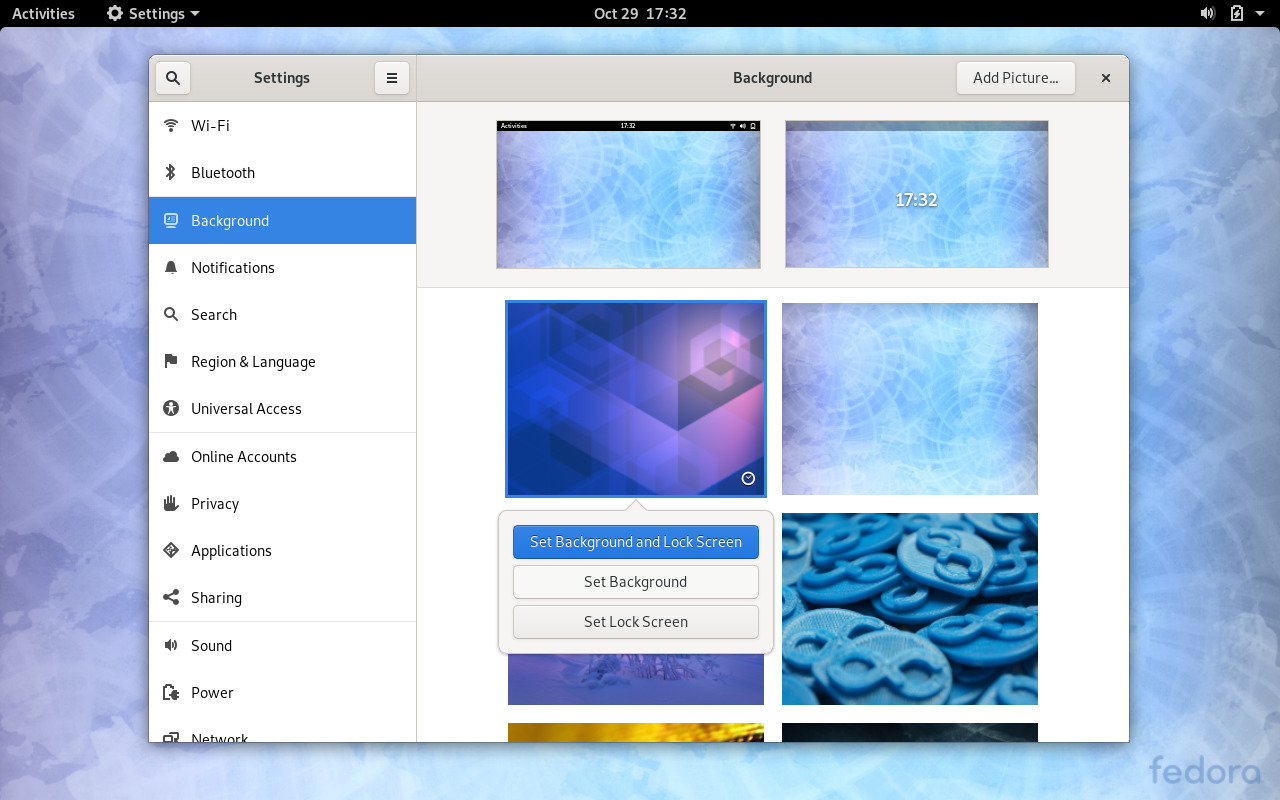 Activities
Settings
Oct 29 17:32
Settings
Background
Add Picture...
Wi-Fi
Bluetooth
Background
Notifications
Search
Region & Language
Universal Access
Online Accounts
Privacy
Applications
Sharing
Sound
Power
Network
Activities
17:32
17:32
Set Background and Lock Screen
Set Background
Set Lock Screen
fedora